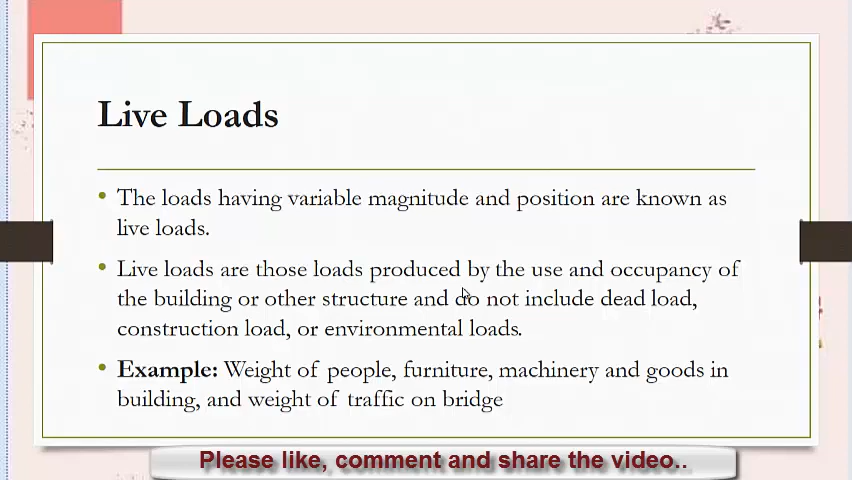 Live Loads
• The loads having variable magnitude and position are known as
live loads.
• Live loads are those loads produced by the use and occupancy of
the building or other structure and do not include dead load,
construction load, or environmental loads.
• Example: Weight of people, furniture, machinery and goods in
building, and weight of traffic on bridge
Please like, comment and share the video..